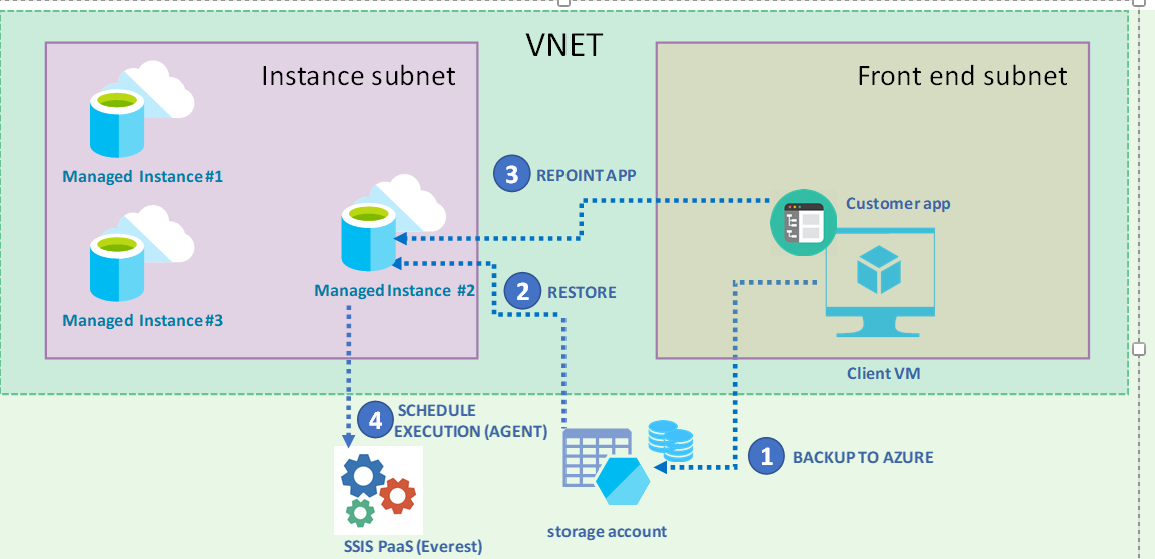 VNET
Instance subnet
Front end subnet
Managed Instance #1
3 REPOINT APP
Customer app
Managed Instance #2
2 RESTORE
Managed Instance #3
Client VM
4 SCHEDULE
EXECUTION (AGENT)
1 BACKUP TO AZURE
storage account
SSIS PaaS (Everest)